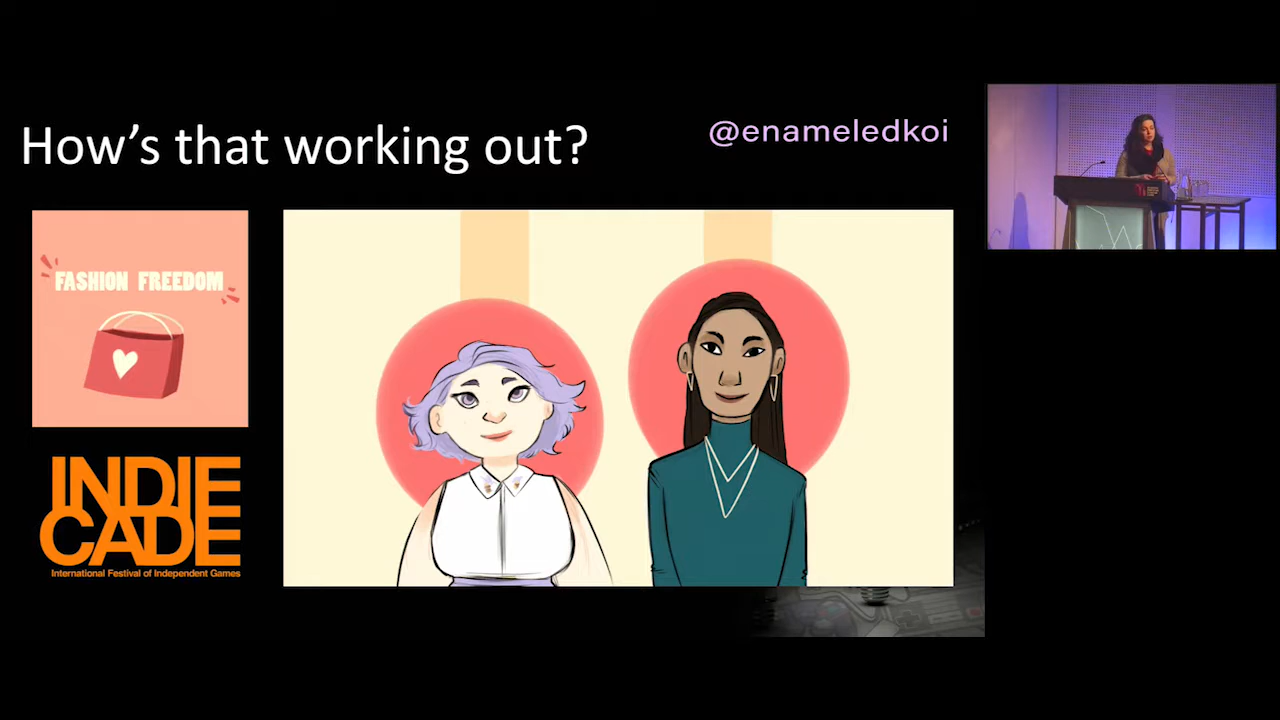 How's that working out?
@enameledkoi
FASHION FREEDOM
INDIE
CADE
International Festival of Independent Games